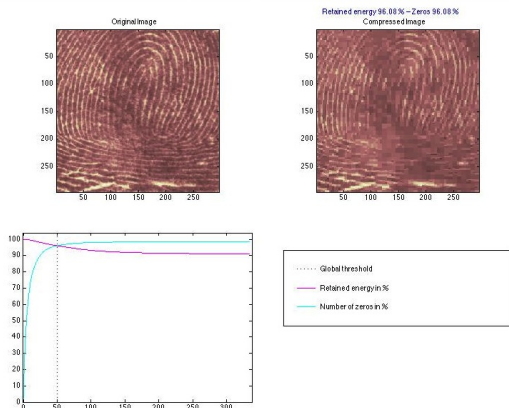 Retained energy 96.08 % – Zeros 96.08 %
Original Image
Compressed Image
50
100
150
200
250
50 100 150 200 250
50
100
150
200
250
50 100 150 200 250
100
90
80
70
60
50
40
30
20
10
0
0 50 100 150 200 250 300
Global threshold
Retained energy in %
Number of zeros in %